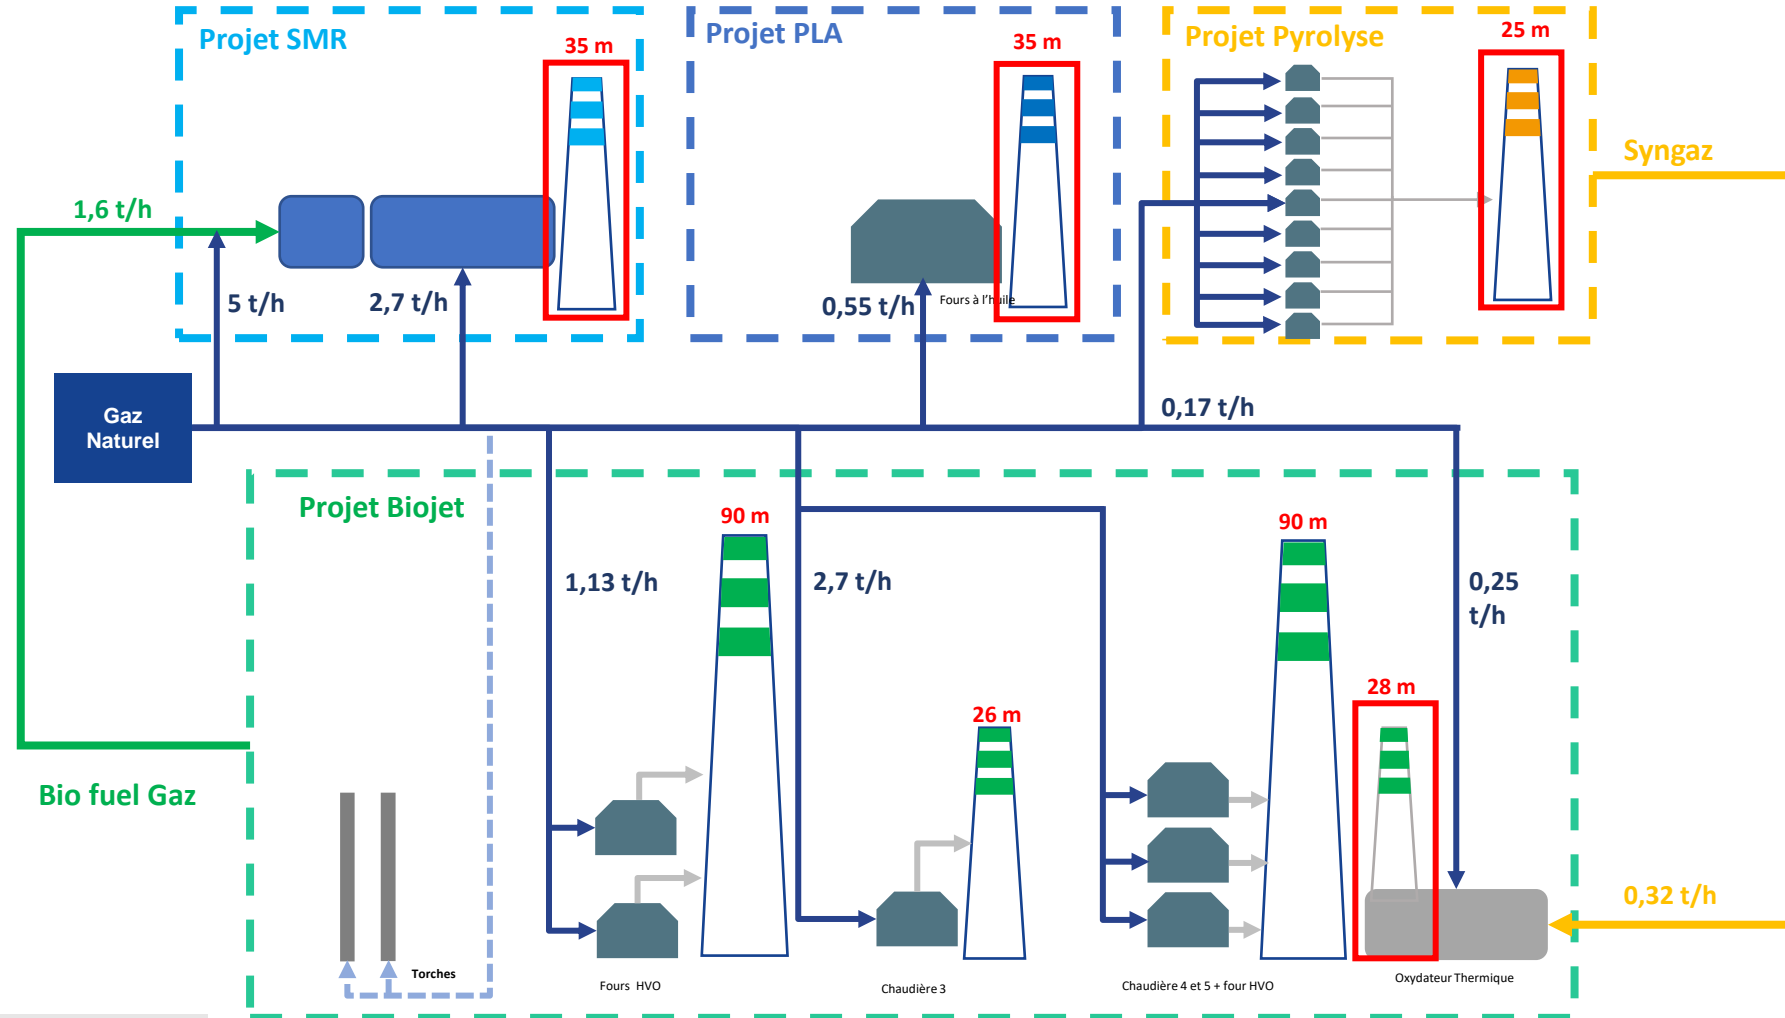 Projet SMR
35 m
Projet PLA
35 m
Projet Pyrolyse
25 m
Syngaz
1,6 t/h
5 t/h
2,7 t/h
0,55 t/h
Fours à l'huile
0,17 t/h
Gaz
Naturel
Projet Biojet
90 m
90 m
1,13 t/h
2,7 t/h
0,25
t/h
28 m
26 m
Bio fuel Gaz
0,32 t/h
Torches
Fours HVO
Chaudière 3
Chaudière 4 et 5 + four HVO
Oxydateur Thermique